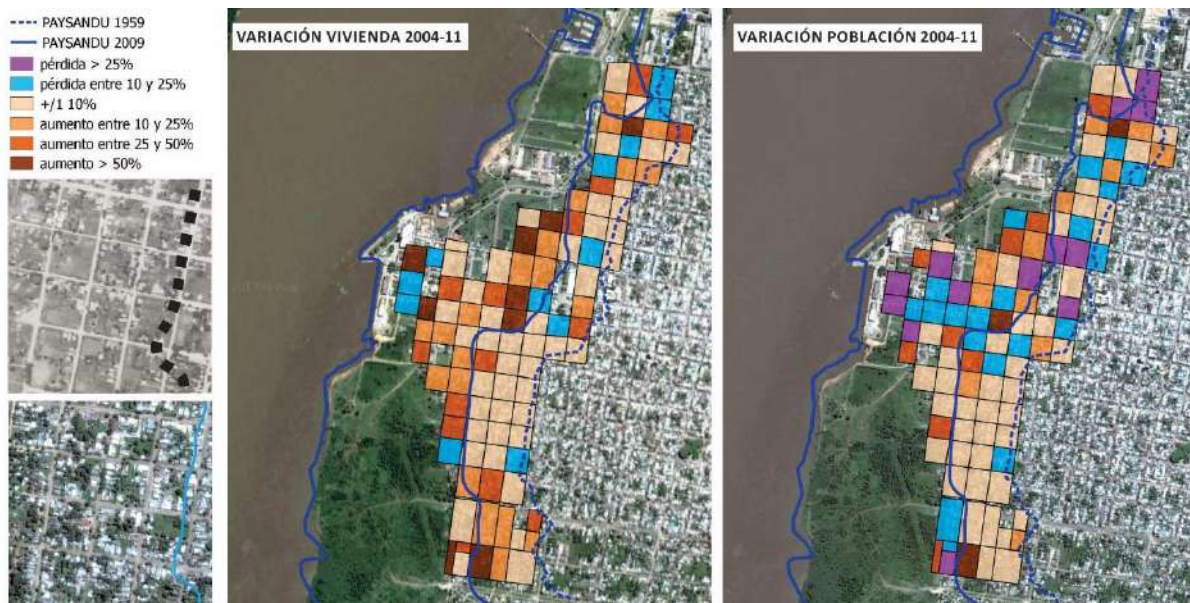 PAYSANDU 1959
PAYSANDU 2009
pérdida > 25%
pérdida entre 10 y 25%
+/1 10%
aumento entre 10 y 25%
aumento entre 25 y 50%
aumento > 50%
VARIACIÓN VIVIENDA 2004-11
VARIACIÓN POBLACIÓN 2004-11